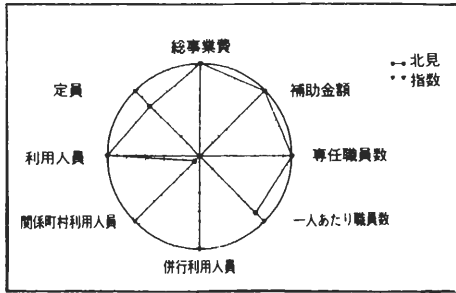 総事業費
北見
指数
定員
補助金額
利用人員
専任職員数
関係町村利用人員
一人あたり職員数
併行利用人員